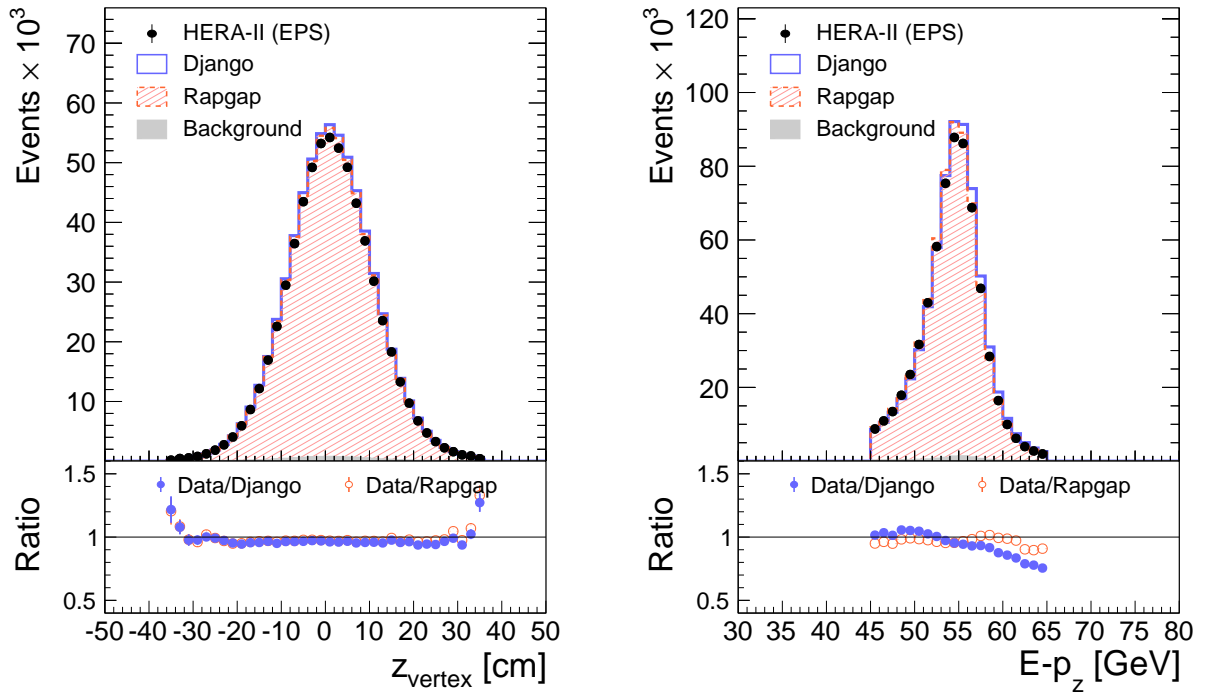 Events × 10³
70
60
50
40
30
20
10
HERA-II (EPS)
Django
Rapgap
Background
Ratio
1.5
1
0.5
Data/Django
Data/Rapgap
-50 -40 -30 -20 -10 0 10 20 30 40 50
z_vertex [cm]
Events × 10³
120
100
80
60
40
20
HERA-II (EPS)
Django
Rapgap
Background
Ratio
1.5
1
0.5
Data/Django
Data/Rapgap
30 35 40 45 50 55 60 65 70 75 80
E-p_z [GeV]